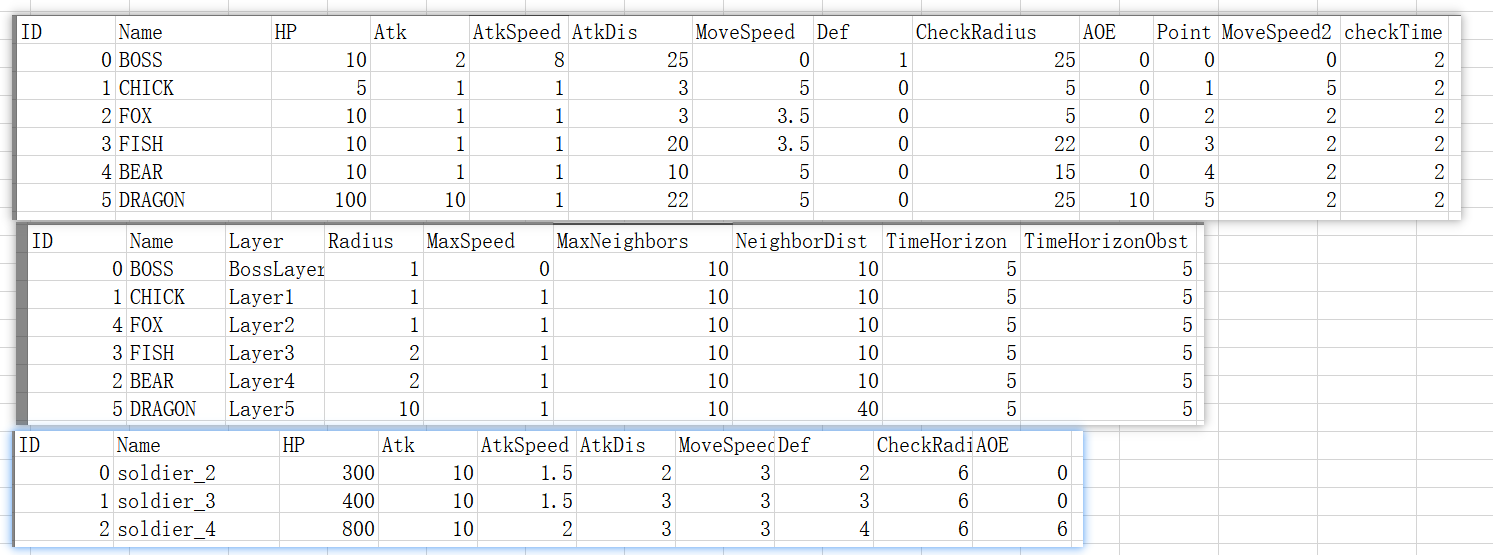 ID Name HP Atk AtkSpeed AtkDis MoveSpeed Def CheckRadius AOE Point MoveSpeed2 checkTime
0 BOSS 10 2 8 25 0 1 25 0 0 0 2
1 CHICK 5 1 1 3 5 0 5 0 1 5 2
2 FOX 10 1 1 3 3.5 0 5 0 2 2 2
3 FISH 10 1 1 20 3.5 0 22 0 3 2 2
4 BEAR 10 1 1 10 5 0 15 0 4 2 2
5 DRAGON 100 10 1 22 5 0 25 10 5 2 2
ID Name Layer Radius MaxSpeed MaxNeighbors NeighborDist TimeHorizon TimeHorizonObst
0 BOSS BossLayer 1 0 10 10 5 5
1 CHICK Layer1 1 1 10 10 5 5
4 FOX Layer2 1 1 10 10 5 5
3 FISH Layer3 2 1 10 10 5 5
2 BEAR Layer4 2 1 10 10 5 5
5 DRAGON Layer5 10 1 10 40 5 5
ID Name HP Atk AtkSpeed AtkDis MoveSpeed Def CheckRadi AOE
0 soldier_2 300 10 1.5 2 3 2 6 0
1 soldier_3 400 10 1.5 3 3 3 6 0
2 soldier_4 800 10 2 3 3 4 6 6